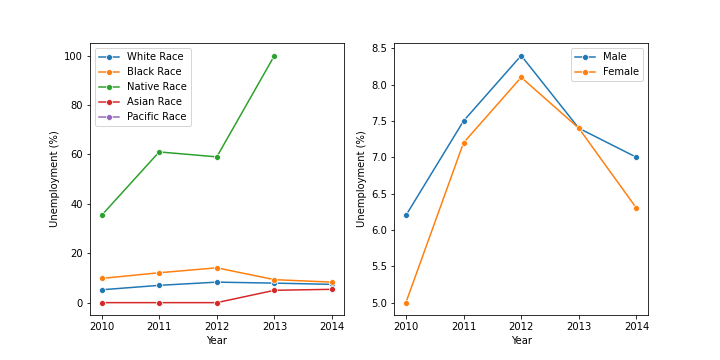 100
80
60
40
20
0
Unemployment (%)
White Race
Black Race
Native Race
Asian Race
Pacific Race
2010 2011 2012 2013 2014
Year
8.5
8.0
7.5
7.0
6.5
6.0
5.5
5.0
Unemployment (%)
Male
Female
2010 2011 2012 2013 2014
Year